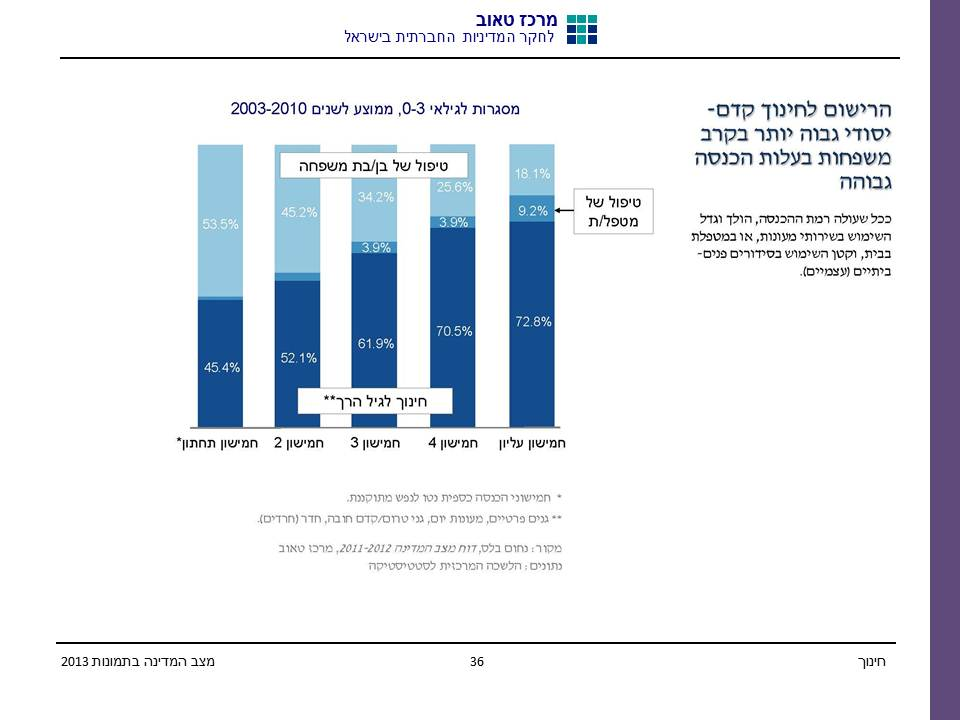 מרכז טאוב
לחקר המדיניות החברתית בישראל
הרישום לחינוך קדם-
יסודי גבוה יותר בקרב
משפחות בעלות הכנסה
גבוהה
ככל שעולה רמת ההכנסה, הולך וגדל
השימוש בשירותי מעונות, או במטפלת
בבית, וקטן השימוש בסידורים פנים-
ביתיים (עצמיים).
מסגרות לגילאי 0-3, ממוצע לשנים 2003-2010
טיפול של בן/בת משפחה
טיפול של
מטפל/ת
18.1%
25.6%
34.2%
45.2%
53.5%
9.2%
3.9%
3.9%
72.8%
70.5%
61.9%
52.1%
45.4%
חינוך לגיל הרך**
חמישון עליון
חמישון 4
חמישון 3
חמישון 2
חמישון תחתון*
* חמישוני הכנסה כספית נטו לנפש מתוקננת.
** גנים פרטיים, מעונות יום, גני טרום/קדם חובה, חדר (חרדים).
מקור: נחום בלס, דוח מצב המדינה 2011-2012, מרכז טאוב
נתונים: הלשכה המרכזית לסטטיסטיקה
חינוך
36
מצב המדינה בתמונות 2013